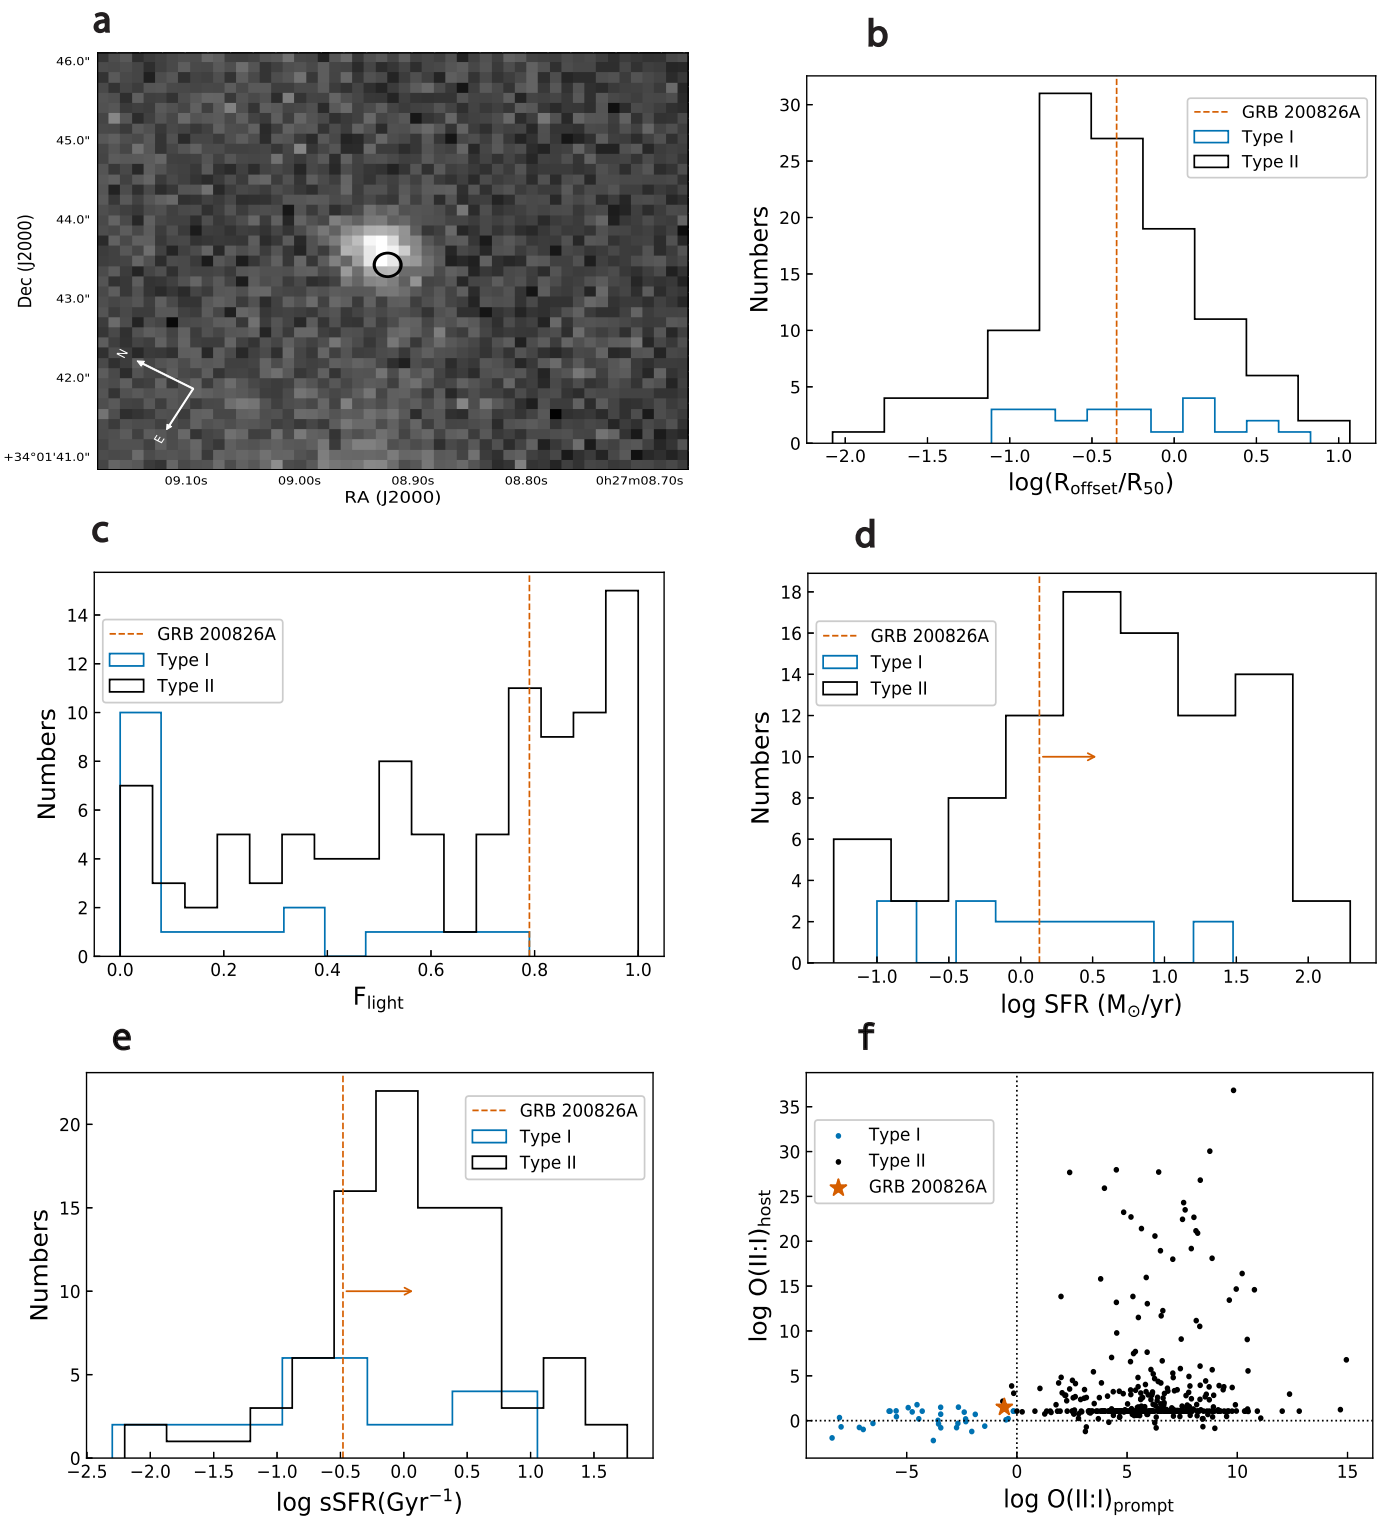 a
46.0"
45.0"
44.0"
43.0"
42.0"
+34°01'41.0"
Dec (J2000)
N
E
09.10s 09.00s 08.90s 08.80s 0h27m08.70s
RA (J2000)
b
30
25
20
15
10
5
0
Numbers
GRB 200826A
Type I
Type II
−2.0 −1.5 −1.0 −0.5 0.0 0.5 1.0
log(R_offset/R_50)
c
14
12
10
8
6
4
2
0
Numbers
GRB 200826A
Type I
Type II
0.0 0.2 0.4 0.6 0.8 1.0
F_light
d
18
16
14
12
10
8
6
4
2
0
Numbers
GRB 200826A
Type I
Type II
−1.0 −0.5 0.0 0.5 1.0 1.5 2.0
log SFR (M_⊙/yr)
e
20
15
10
5
0
Numbers
GRB 200826A
Type I
Type II
−2.5 −2.0 −1.5 −1.0 −0.5 0.0 0.5 1.0 1.5
log sSFR(Gyr⁻¹)
f
35
30
25
20
15
10
5
0
log O(II:I)_host
Type I
Type II
GRB 200826A
−5 0 5 10 15
log O(II:I)_prompt